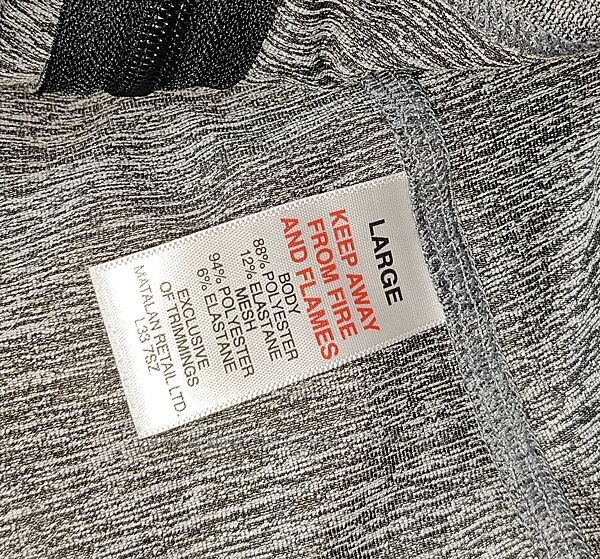 LARGE
KEEP AWAY
FROM FIRE
AND FLAMES
BODY
88% POLYESTER
12% ELASTANE
MESH
94% POLYESTER
6% ELASTANE
EXCLUSIVE
OF TRIMMINGS
MATALAN RETAIL LTD.
L33 7SZ